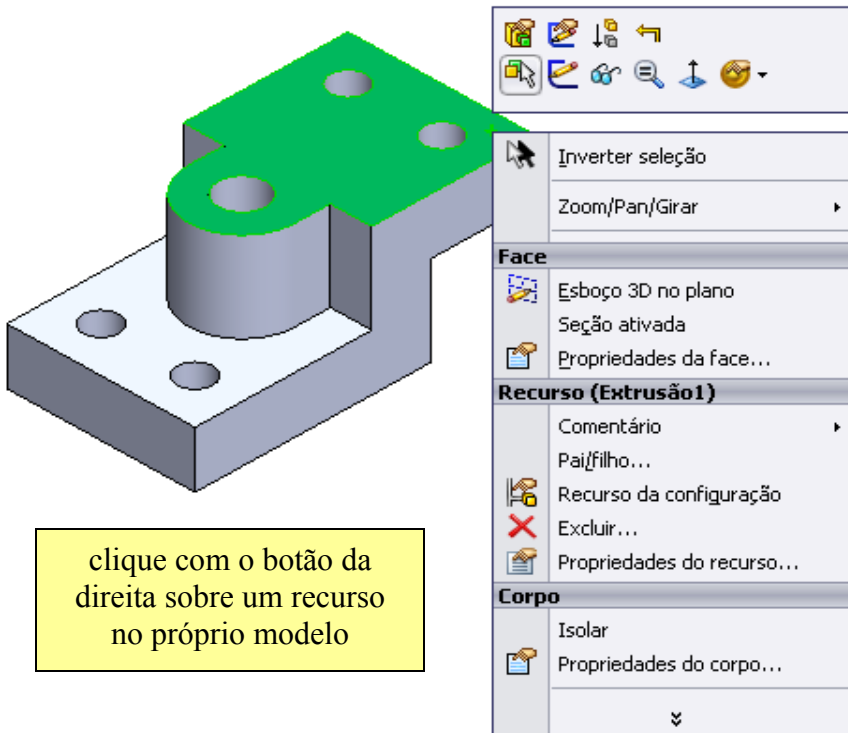 Inverter seleção
Zoom/Pan/Girar
Face
Esboço 3D no plano
Seção ativada
Propriedades da face...
Recurso (Extrusão1)
Comentário
Pai/filho...
Recurso da configuração
Excluir...
Propriedades do recurso...
Corpo
Isolar
Propriedades do corpo...
clique com o botão da
direita sobre um recurso
no próprio modelo